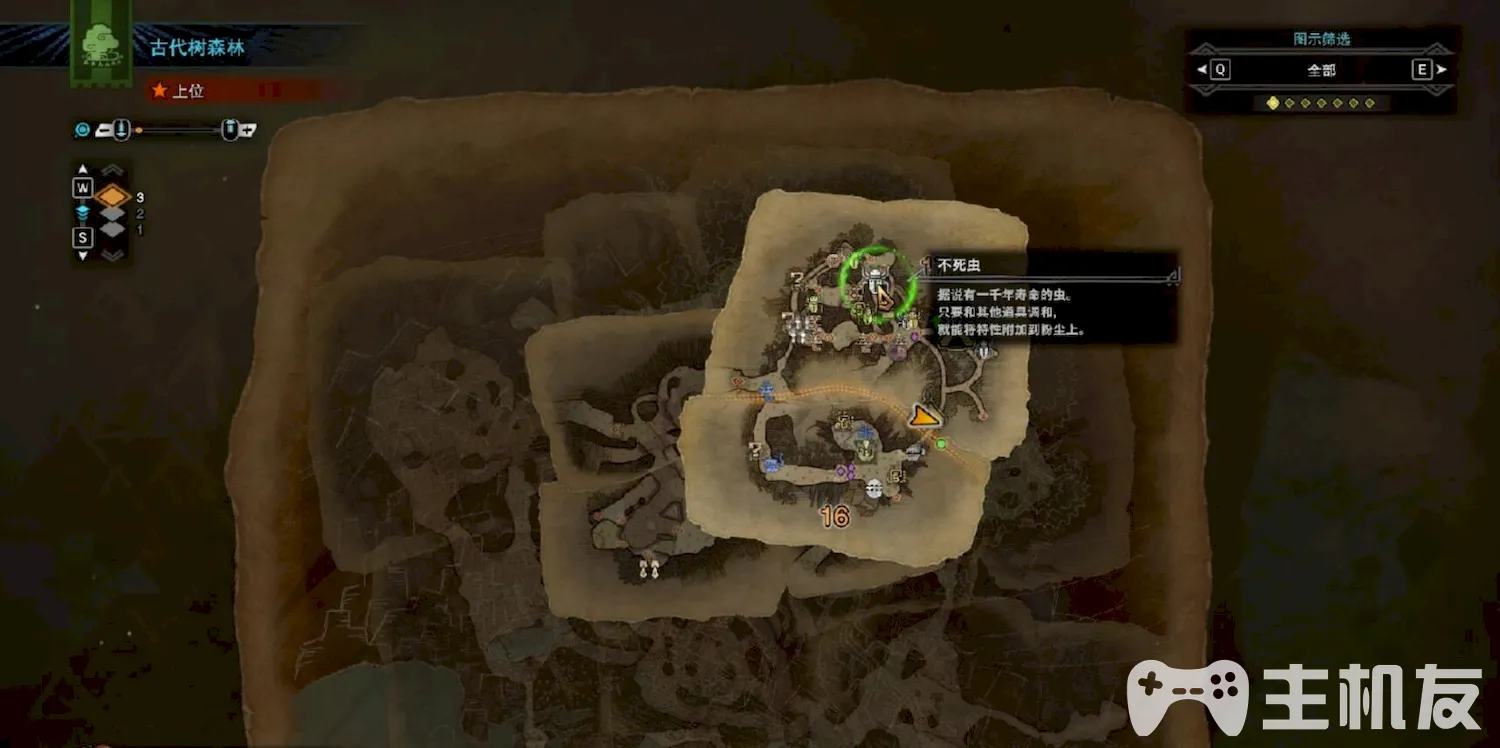 古代树森林
上位
图示筛选
Q 全部 E
W
3
2
1
S
不死虫
据说有一千年寿命的虫。
只要和其他道具调和,
就能将特性附加到粉尘上。
16
主机友